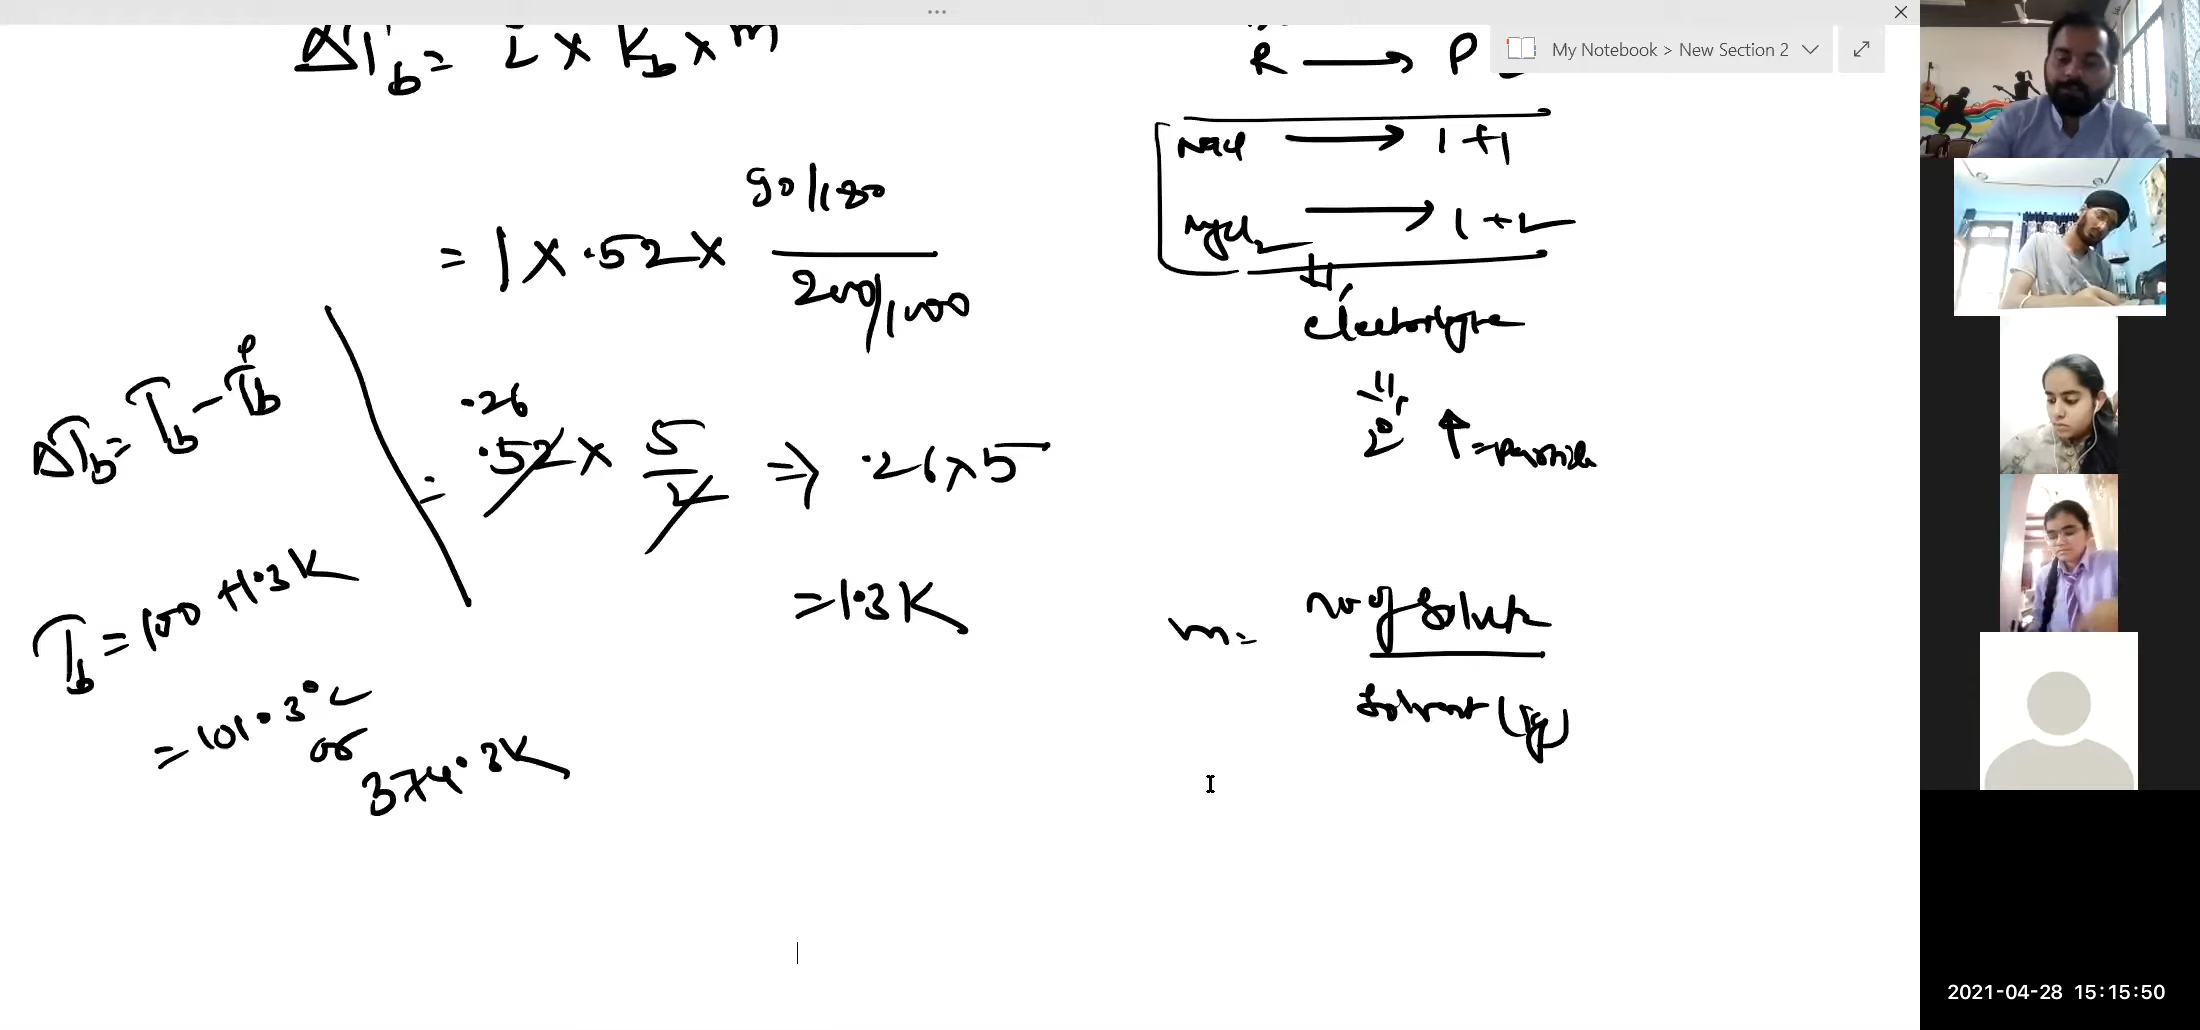 ΔTb = i x Kb x m
= 1 x .52 x 90/180
200/1000
ΔTb = Tb - T°b
.26
= .52 x 5/2 ⇒ .26 x 5
= 1.3 K
Tb = 100 + 1.3 K
= 101.3°C
or
374.3K
My Notebook > New Section 2
R → P
NaCl → 1 + 1
MgCl2 → 1 + 2
electrolyte
i ↑ = particle
m = no of solute
solvent (kg)
2021-04-28 15:15:50